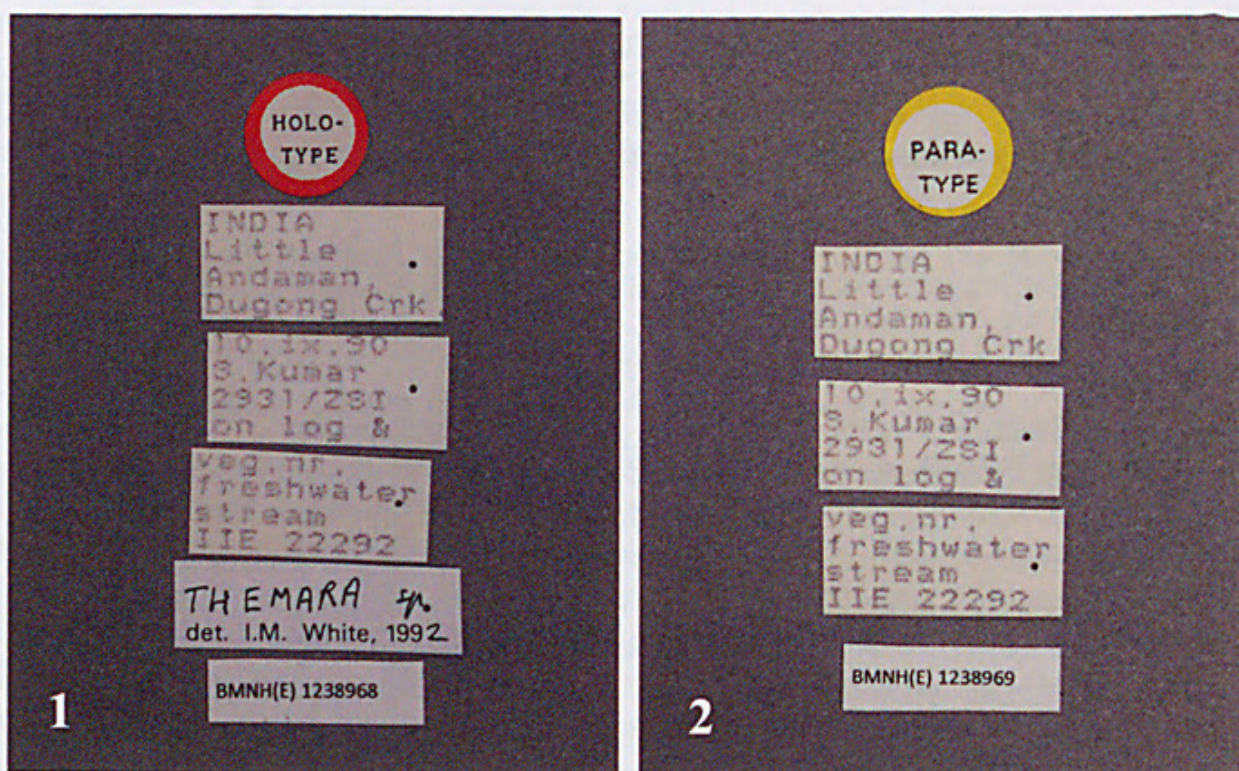 HOLO-
TYPE
INDIA
Little
Andaman,
Dugong Crk
10.ix.90
S.Kumar
2931/ZSI
on log &
veg.nr.
freshwater
stream
IIE 22292
THEMARA sp.
det. I.M. White, 1992
BMNH(E) 1238968
1
PARA-
TYPE
INDIA
Little
Andaman,
Dugong Crk
10.ix.90
S.Kumar
2931/ZSI
on log &
veg.nr.
freshwater
stream
IIE 22292
BMNH(E) 1238969
2